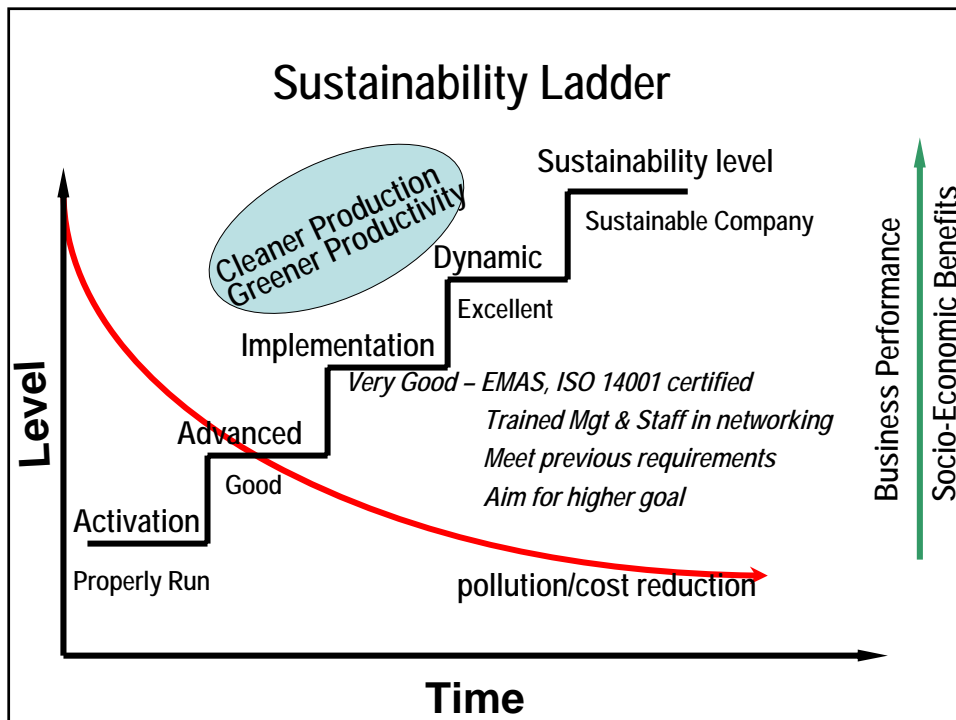 Sustainability Ladder
Sustainability level
Sustainable Company
Cleaner Production
Greener Productivity
Dynamic
Excellent
Implementation
Very Good – EMAS, ISO 14001 certified
Trained Mgt & Staff in networking
Meet previous requirements
Aim for higher goal
Advanced
Good
Activation
Properly Run
pollution/cost reduction
Level
Time
Business Performance
Socio-Economic Benefits